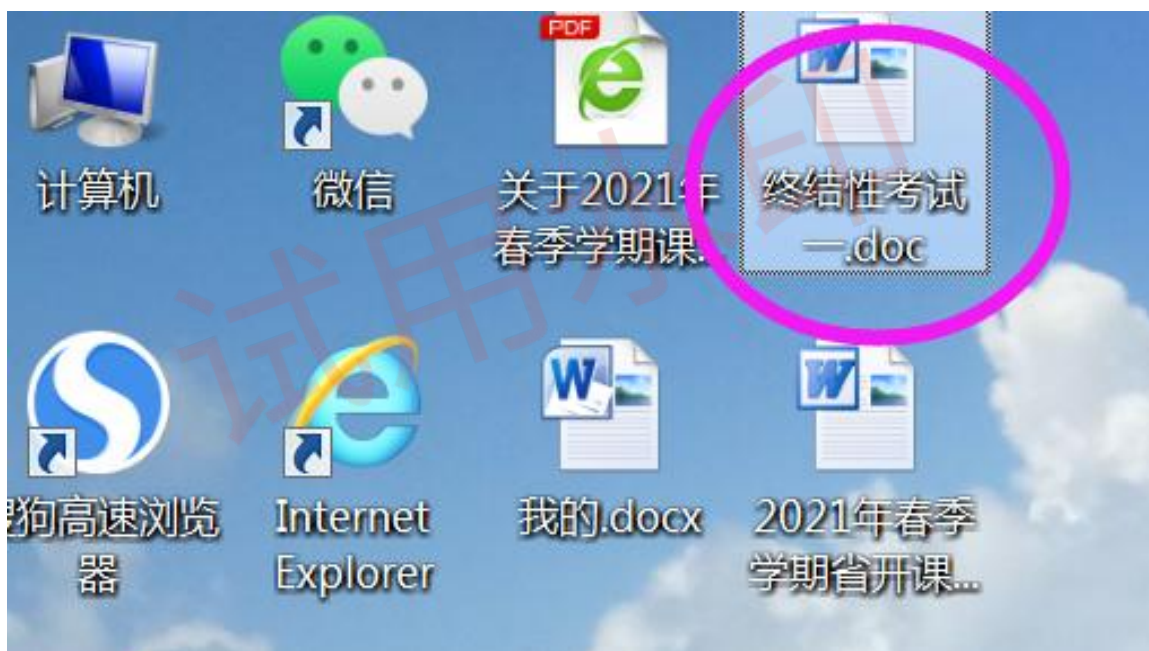 PDF
计算机
微信
关于2021年
春季学期课...
终结性考试
一.doc
狗高速浏览
器
Internet
Explorer
我的.docx
2021年春季
学期省开课...
试用水印